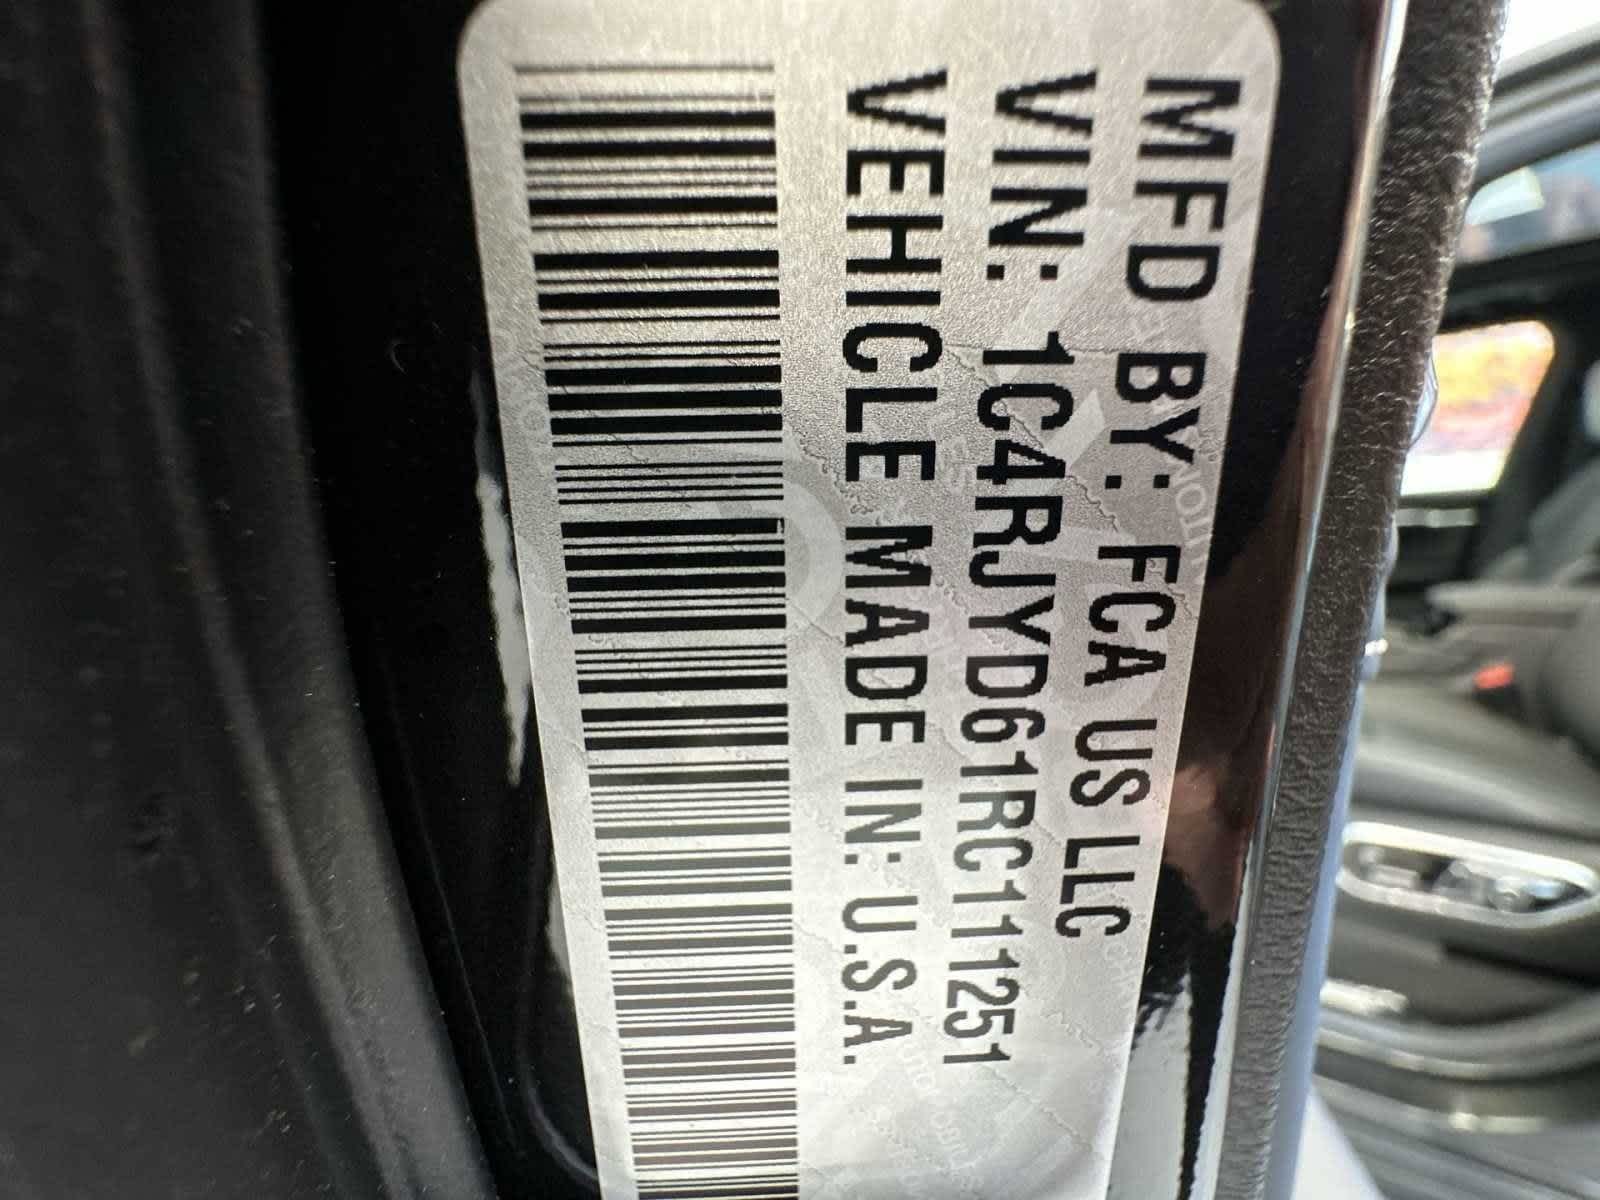 MFD BY: FCA US LLC
VIN: 1C4RJYD61RC111251
VEHICLE MADE IN: U.S.A.